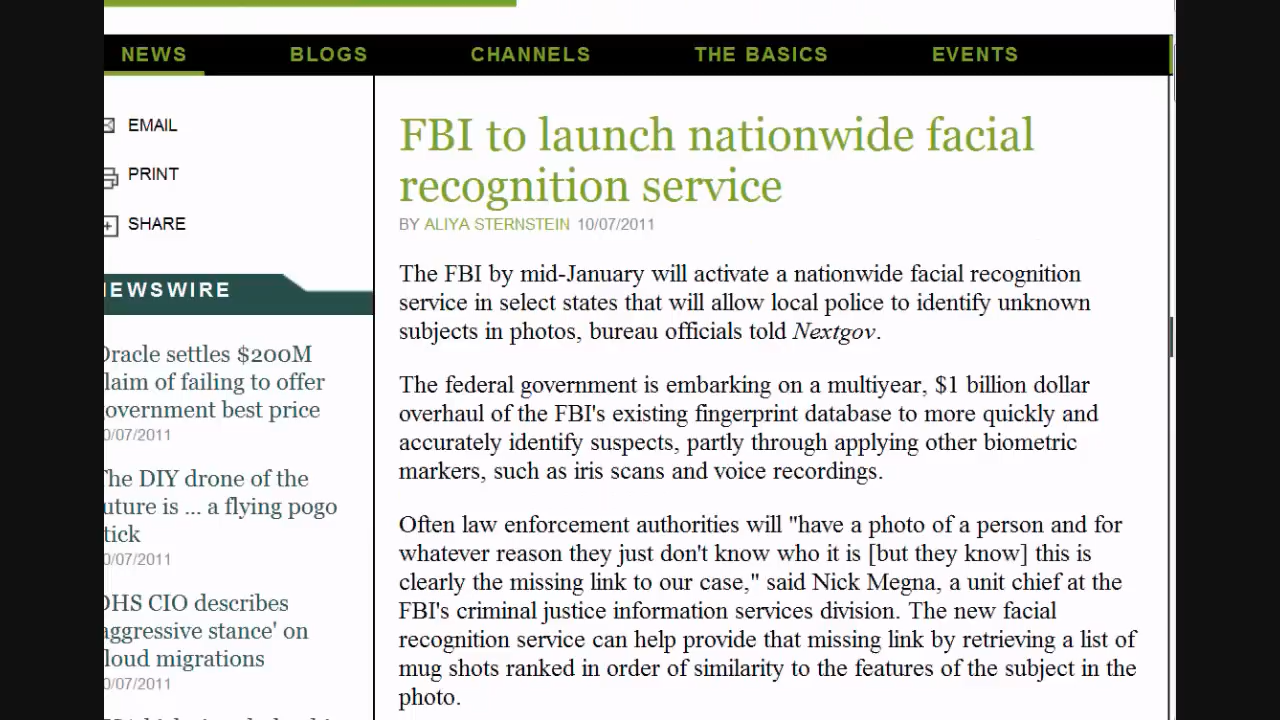 NEWS BLOGS CHANNELS THE BASICS EVENTS
EMAIL
PRINT
SHARE
EWSWIRE
Oracle settles $200M
laim of failing to offer
overnment best price
0/07/2011
The DIY drone of the
uture is ... a flying pogo
tick
0/07/2011
DHS CIO describes
aggressive stance' on
loud migrations
0/07/2011
FBI to launch nationwide facial
recognition service
BY ALIYA STERNSTEIN 10/07/2011
The FBI by mid-January will activate a nationwide facial recognition
service in select states that will allow local police to identify unknown
subjects in photos, bureau officials told Nextgov.
The federal government is embarking on a multiyear, $1 billion dollar
overhaul of the FBI's existing fingerprint database to more quickly and
accurately identify suspects, partly through applying other biometric
markers, such as iris scans and voice recordings.
Often law enforcement authorities will "have a photo of a person and for
whatever reason they just don't know who it is [but they know] this is
clearly the missing link to our case," said Nick Megna, a unit chief at the
FBI's criminal justice information services division. The new facial
recognition service can help provide that missing link by retrieving a list of
mug shots ranked in order of similarity to the features of the subject in the
photo.